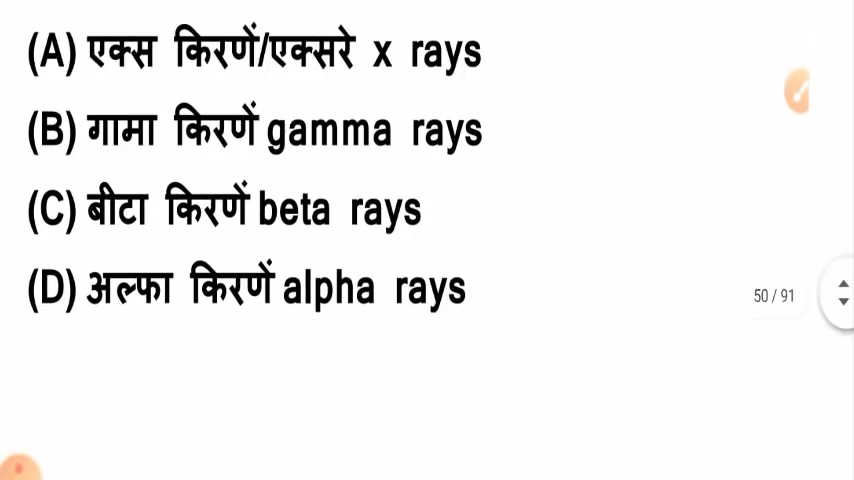 (A) एक्स किरणें/एक्सरे x rays
(B) गामा किरणें gamma rays
(C) बीटा किरणें beta rays
(D) अल्फा किरणें alpha rays
50 / 91